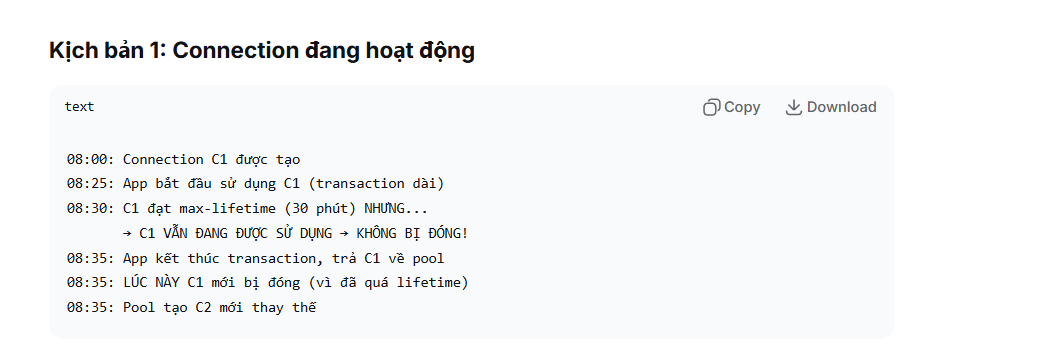 Kịch bản 1: Connection đang hoạt động
text
Copy
Download
08:00: Connection C1 được tạo
08:25: App bắt đầu sử dụng C1 (transaction dài)
08:30: C1 đạt max-lifetime (30 phút) NHƯNG...
→ C1 VẪN ĐANG ĐƯỢC SỬ DỤNG → KHÔNG BỊ ĐÓNG!
08:35: App kết thúc transaction, trả C1 về pool
08:35: LÚC NÀY C1 mới bị đóng (vì đã quá lifetime)
08:35: Pool tạo C2 mới thay thế